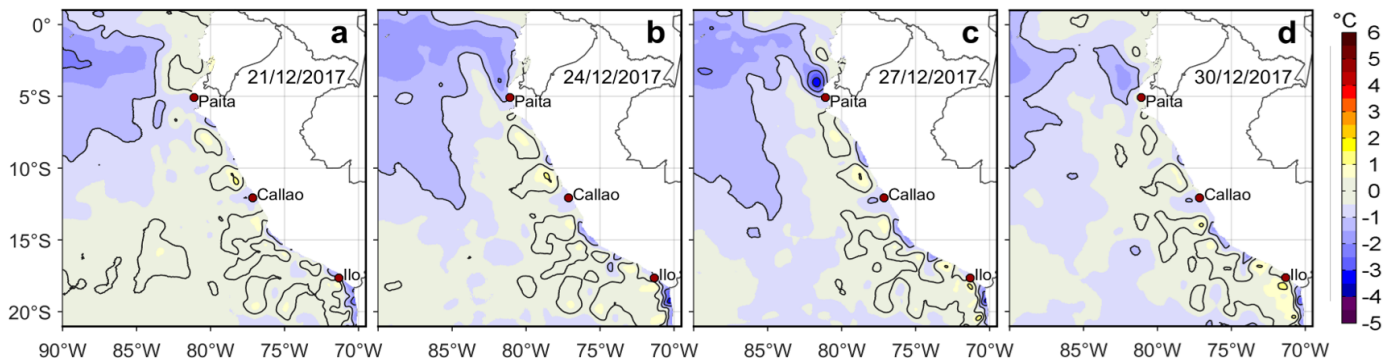 a b c d
21/12/2017 24/12/2017 27/12/2017 30/12/2017
0°
5°S
10°S
15°S
20°S
Paita Paita Paita Paita
Callao Callao Callao Callao
Ilo Ilo Ilo Ilo
90°W 85°W 80°W 75°W 70°W 85°W 80°W 75°W 70°W 85°W 80°W 75°W 70°W 85°W 80°W 75°W 70°W
°C
6
5
4
3
2
1
0
-1
-2
-3
-4
-5